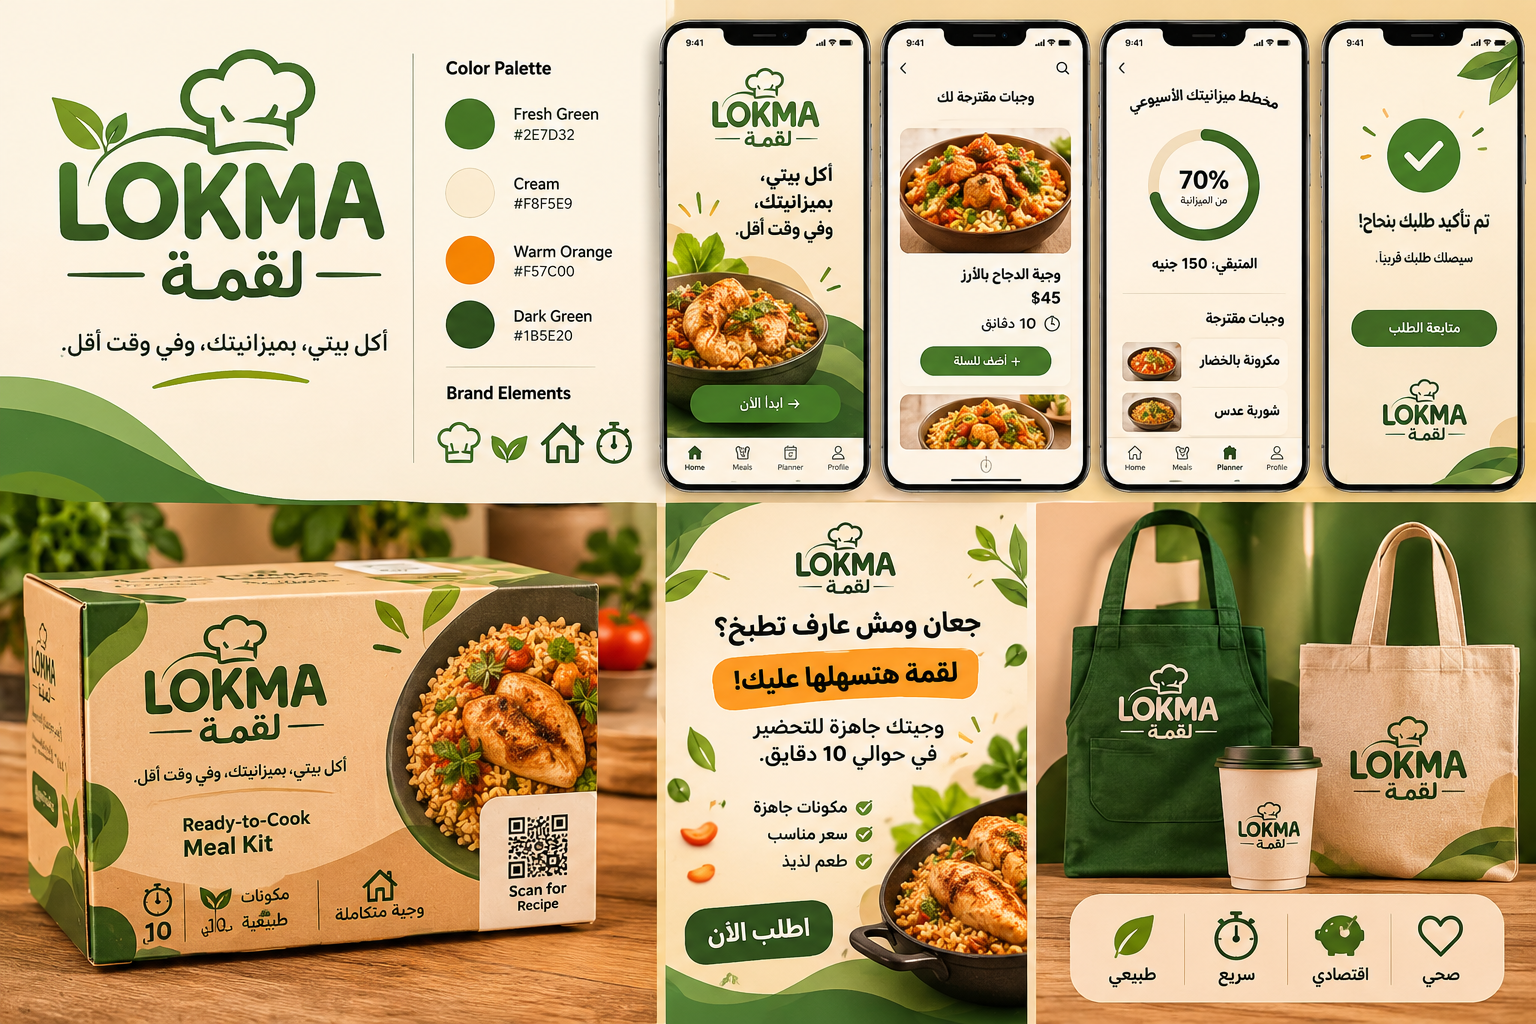 LOKMA
لقمة
أكل بيتي، بميزانيتك، وفي وقت أقل.
Color Palette
Fresh Green
#2E7D32
Cream
#F8F5E9
Warm Orange
#F57C00
Dark Green
#1B5E20
Brand Elements
9:41
LOKMA
لقمة
أكل بيتي،
بميزانيتك،
وفي وقت أقل.
ابدأ الأن →
Home Meals Planner Profile
9:41
وجبات مقترحة لك
وجبة الدجاج بالأرز
$45
10 دقائق
+ أضف للسلة
9:41
مخطط ميزانيتك الأسيوعي
70%
من الميزانية
المتبقي: 150 جنيه
وجبات مقترحة
مكرونة بالخضار
شوربة عدس
Home Meals Planner Profile
9:41
تم تأكيد طلبك بنجاح!
سيصلك طلبك قريباً.
متابعة الطلب
LOKMA
لقمة
LOKMA
لقمة
LOKMA
لقمة
أكل بيتي، بميزانيتك، وفي وقت أقل.
Ready-to-Cook
Meal Kit
10
مكونات
طبيعية
وجبة متكاملة
Scan for
Recipe
LOKMA
لقمة
جعان ومش عارف تطبخ؟
لقمة هتسهلها عليك!
وجبتك جاهزة للتحضير
في حوالي 10 دقايق.
مكونات جاهزة
سعر مناسب
طعم لذيذ
اطلب الأن
LOKMA
لقمة
LOKMA
لقمة
LOKMA
لقمة
طبيعي
سريع
اقتصادي
صحي